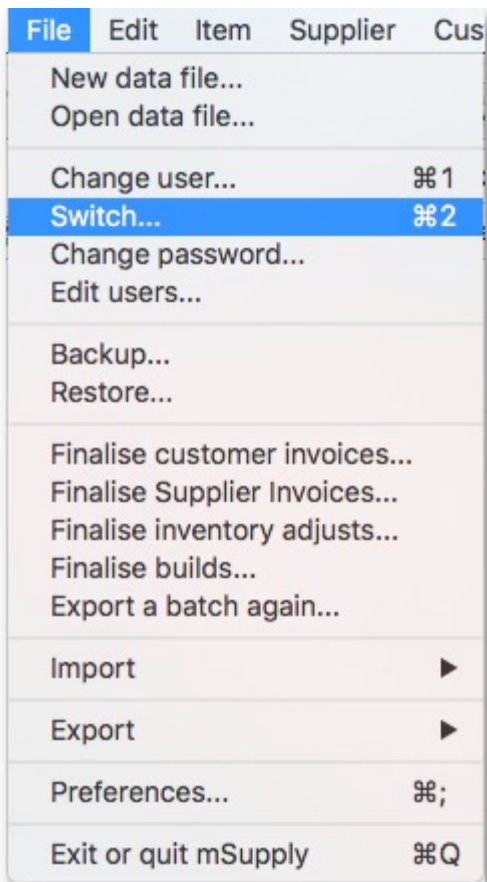 File Edit Item Supplier Cus
New data file...
Open data file...
Change user... ⌘1
Switch... ⌘2
Change password...
Edit users...
Backup...
Restore...
Finalise customer invoices...
Finalise Supplier Invoices...
Finalise inventory adjusts...
Finalise builds...
Export a batch again...
Import ▶
Export ▶
Preferences... ⌘;
Exit or quit mSupply ⌘Q